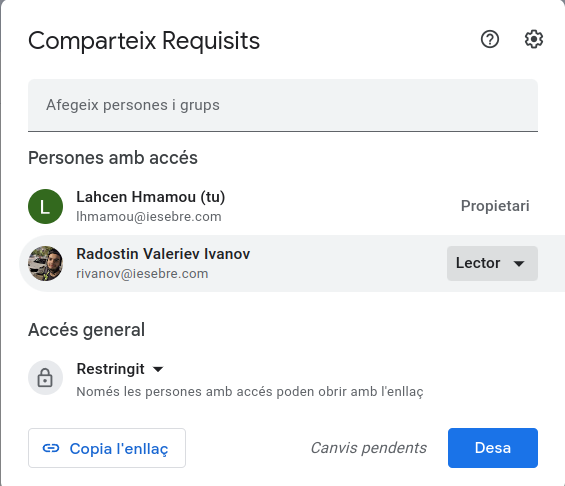 Comparteix Requisits
Afegeix persones i grups
Persones amb accés
L
Lahcen Hmamou (tu)
lhmamou@iesebre.com
Propietari
Radostin Valeriev Ivanov
rivanov@iesebre.com
Lector
Accés general
Restringit
Només les persones amb accés poden obrir amb l'enllaç
Copia l'enllaç
Canvis pendents
Desa